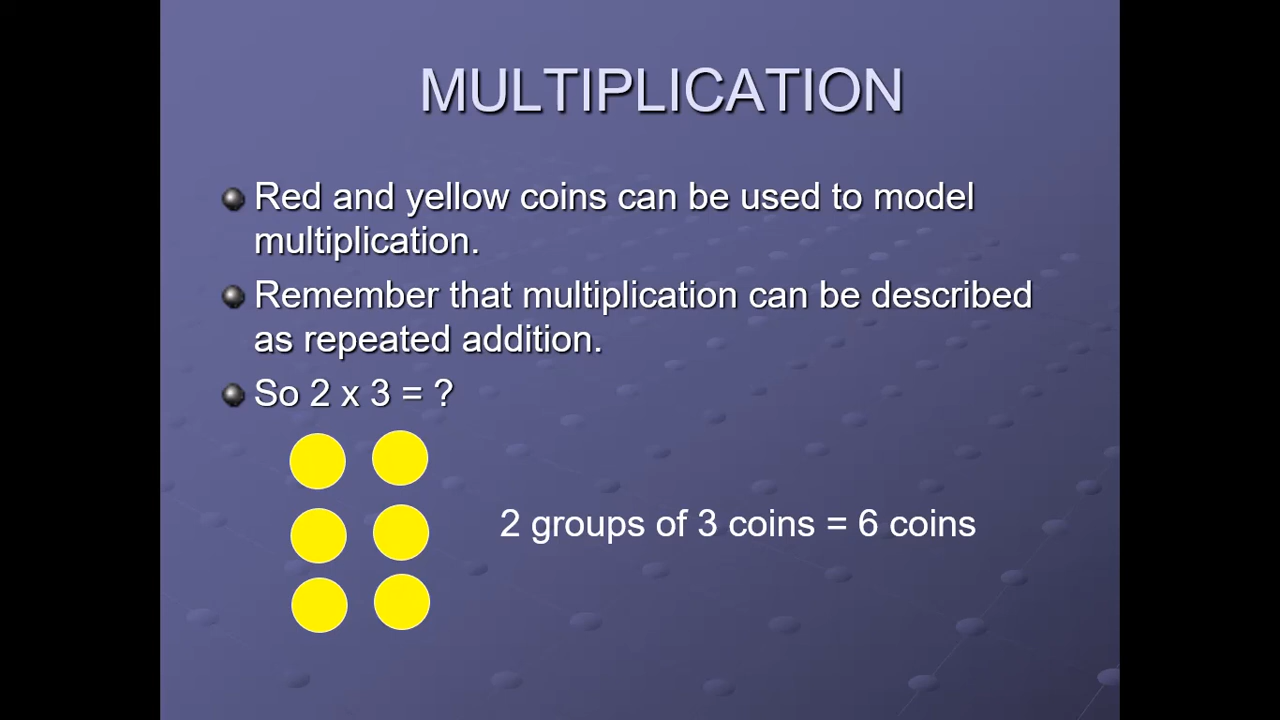 MULTIPLICATION
Red and yellow coins can be used to model
multiplication.
Remember that multiplication can be described
as repeated addition.
So 2 x 3 = ?
2 groups of 3 coins = 6 coins